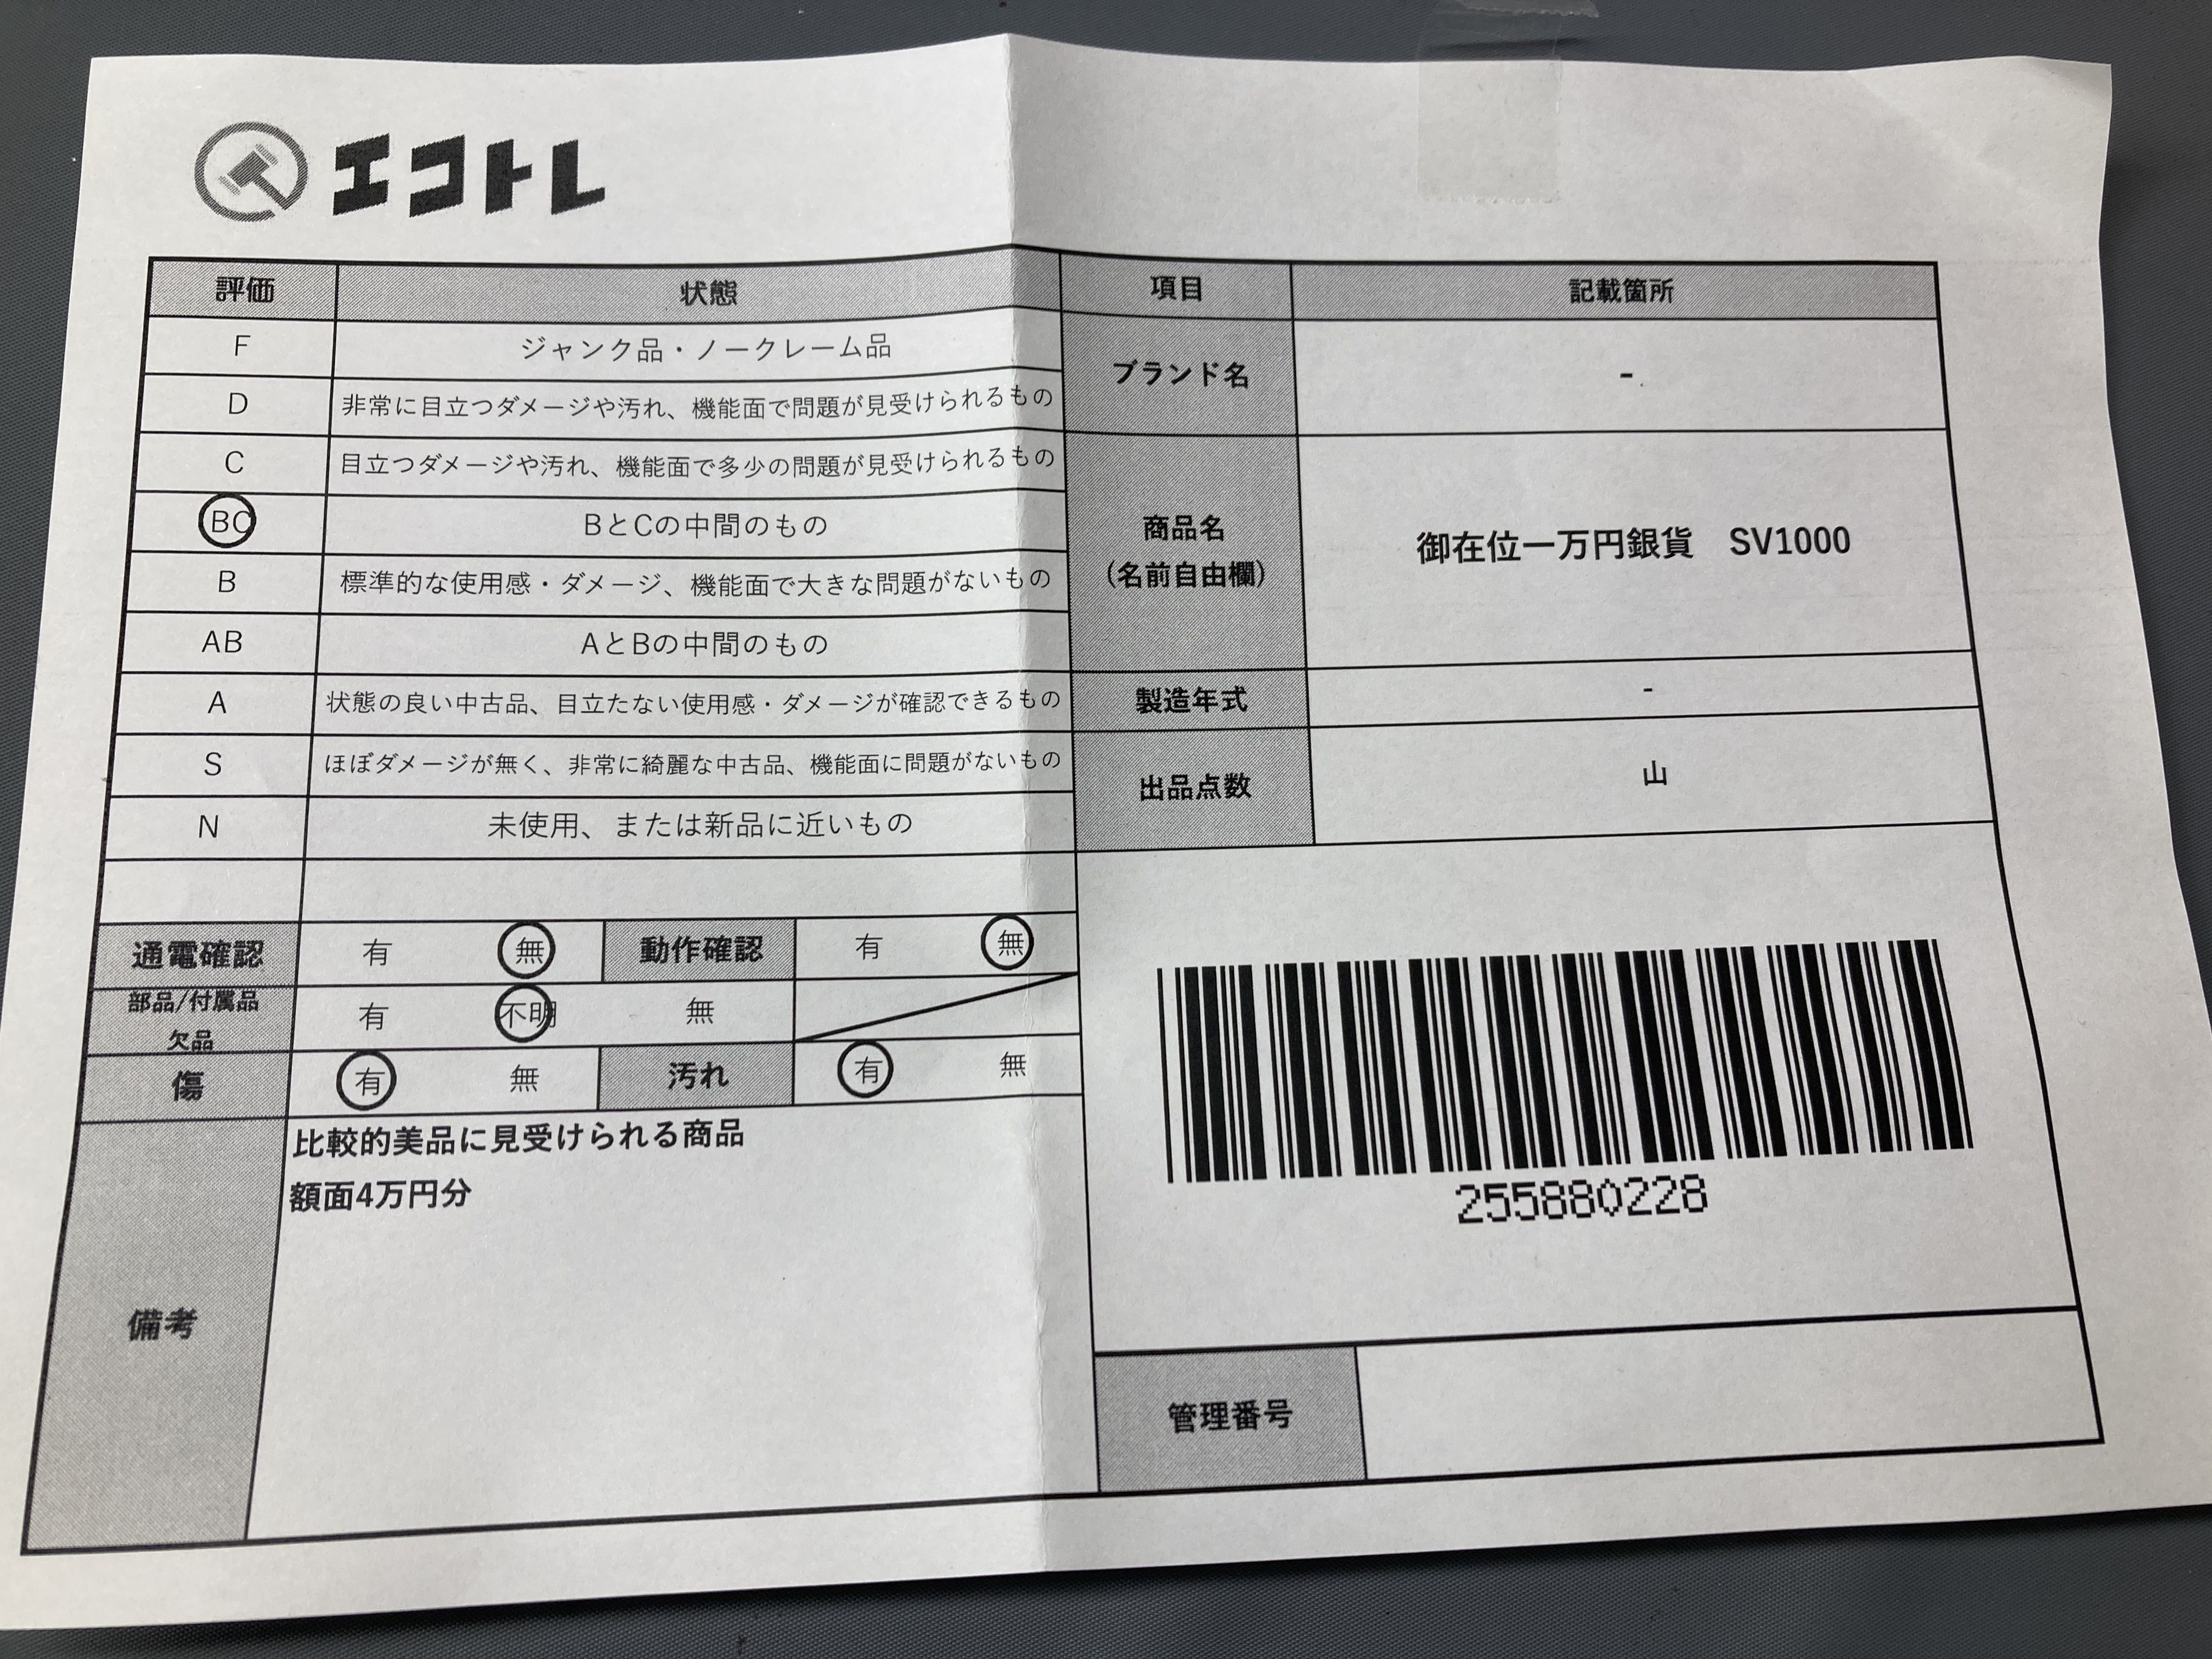 エコトレ
評価 状態 項目 記載箇所
F ジャンク品・ノークレーム品
D 非常に目立つダメージや汚れ、機能面で問題が見受けられるもの
C 目立つダメージや汚れ、機能面で多少の問題が見受けられるもの
BC BとCの中間のもの
B 標準的な使用感・ダメージ、機能面で大きな問題がないもの
AB AとBの中間のもの
A 状態の良い中古品、目立たない使用感・ダメージが確認できるもの
S ほぼダメージが無く、非常に綺麗な中古品、機能面に問題がないもの
N 未使用、または新品に近いもの
通電確認 有 無 動作確認 有 無
部品/付属品
欠品
有 不明 無
傷 有 無 汚れ 有 無
備考
比較的美品に見受けられる商品
額面4万円分
ブランド名 -
商品名
(名前自由欄)
御在位一万円銀貨 SV1000
製造年式 -
出品点数 山
255880228
管理番号